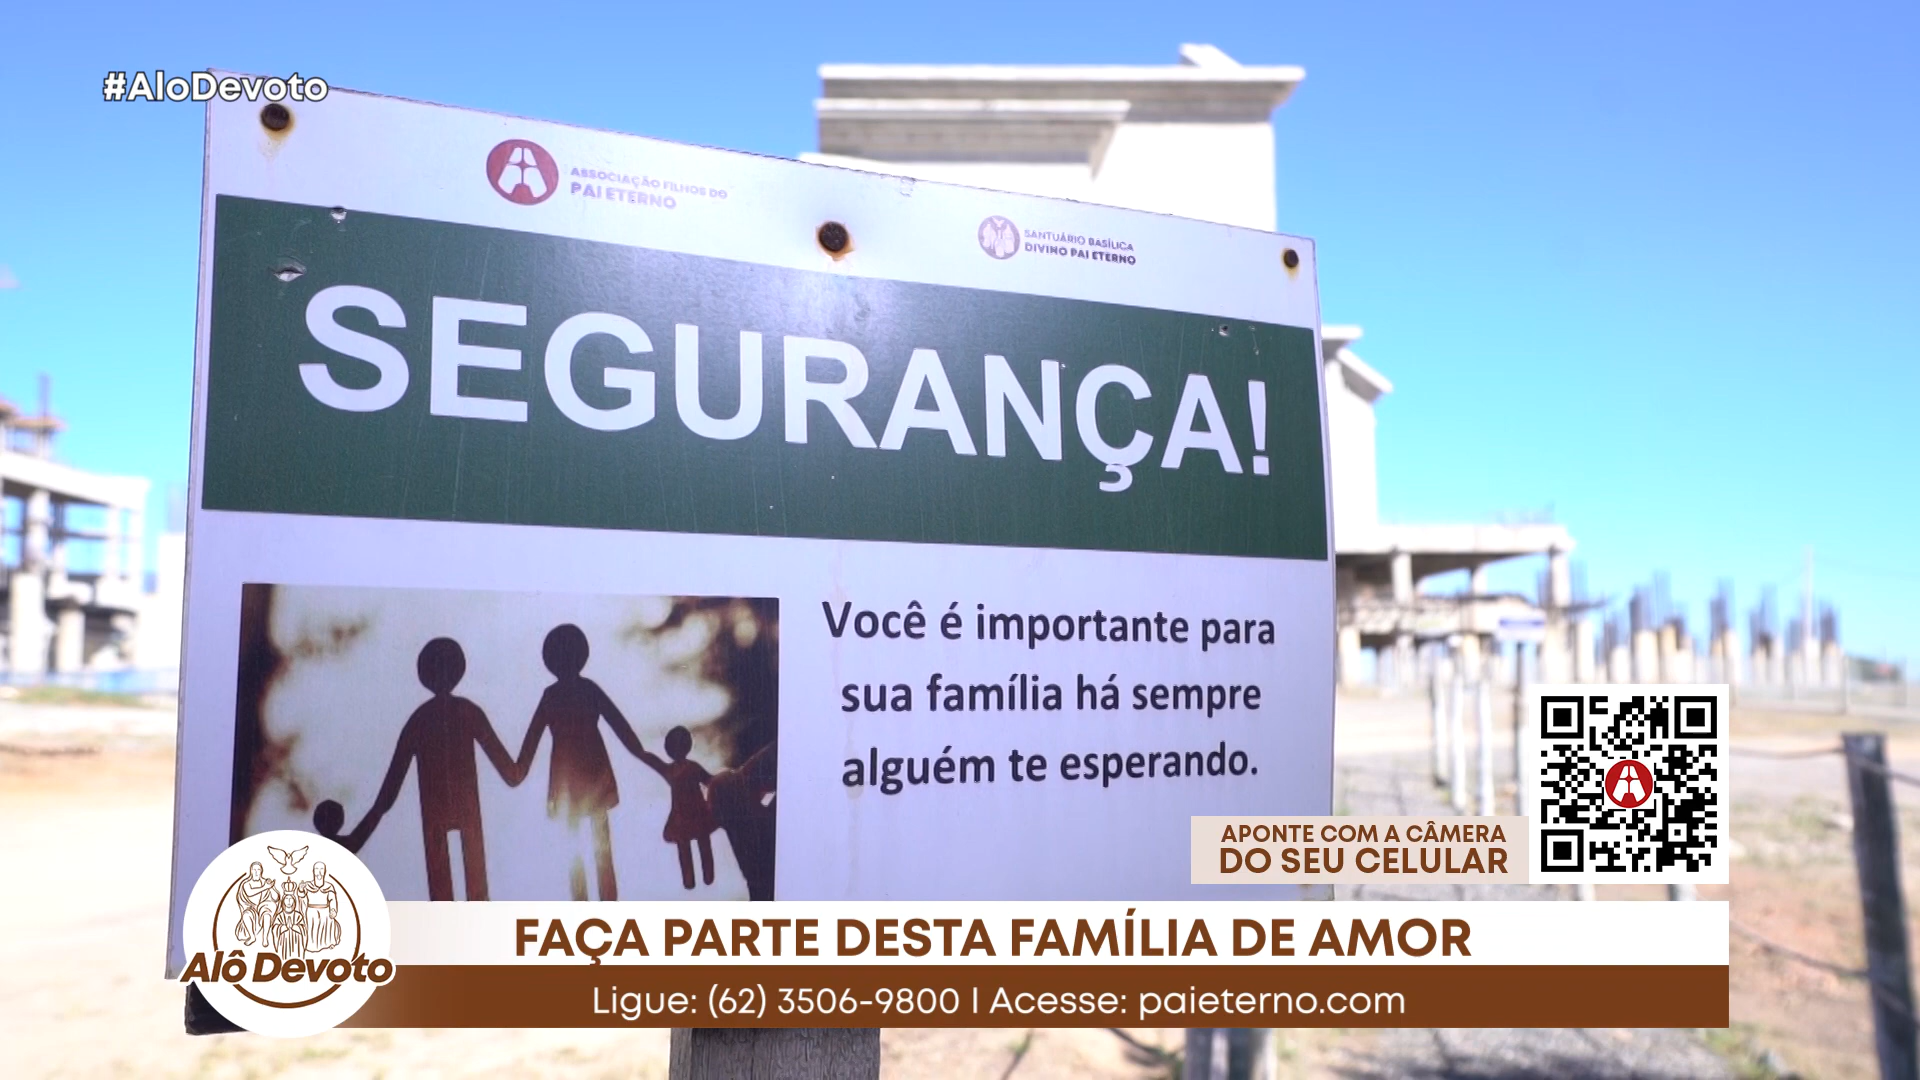 #AloDevoto
ASSOCIAÇÃO FILHOS DO
PAI ETERNO
SANTUÁRIO BASÍLICA
DIVINO PAI ETERNO
SEGURANÇA!
Você é importante para
sua família há sempre
alguém te esperando.
APONTE COM A CÂMERA
DO SEU CELULAR
FAÇA PARTE DESTA FAMÍLIA DE AMOR
Alô Devoto
Ligue: (62) 3506-9800 | Acesse: paieterno.com